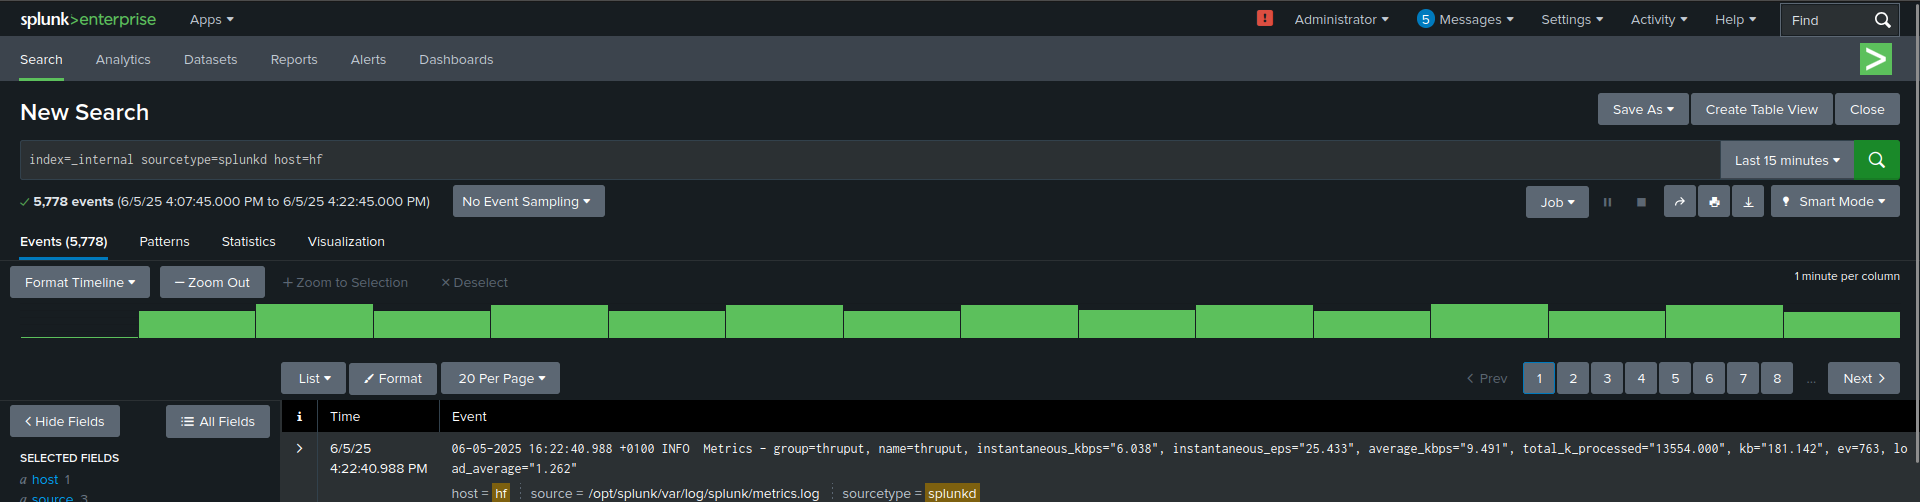 splunk>enterprise Apps ! Administrator 5 Messages Settings Activity Help Find
Search Analytics Datasets Reports Alerts Dashboards >
New Search Save As Create Table View Close
index=_internal sourcetype=splunkd host=hf Last 15 minutes
✓ 5,778 events (6/5/25 4:07:45.000 PM to 6/5/25 4:22:45.000 PM) No Event Sampling Job Smart Mode
Events (5,778) Patterns Statistics Visualization
Format Timeline − Zoom Out + Zoom to Selection × Deselect 1 minute per column
List Format 20 Per Page < Prev 1 2 3 4 5 6 7 8 ... Next >
< Hide Fields All Fields i Time Event
SELECTED FIELDS
a host 1
a source 3
> 6/5/25
4:22:40.988 PM
06-05-2025 16:22:40.988 +0100 INFO  Metrics - group=thruput, name=thruput, instantaneous_kbps="6.038", instantaneous_eps="25.433", average_kbps="9.491", total_k_processed="13554.000", kb="181.142", ev=763, lo
ad_average="1.262"
host = hf source = /opt/splunk/var/log/splunk/metrics.log sourcetype = splunkd